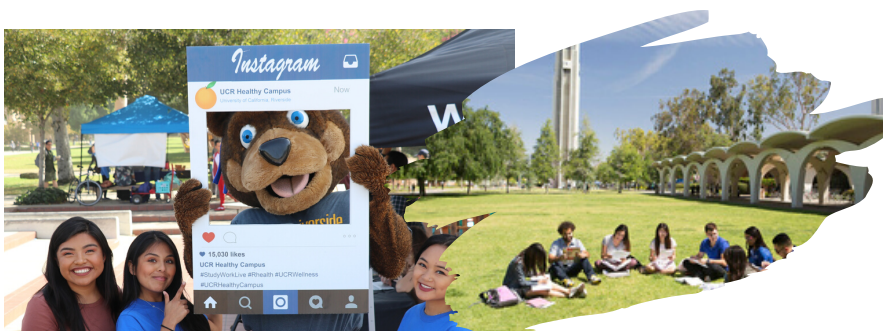 Instagram
UCR Healthy Campus
Now
University of California, Riverside
W
Riverside
15,030 likes
UCR Healthy Campus
#StudyWorkLive #Rhealth #UCRWellness
#UCRHealthyCampus